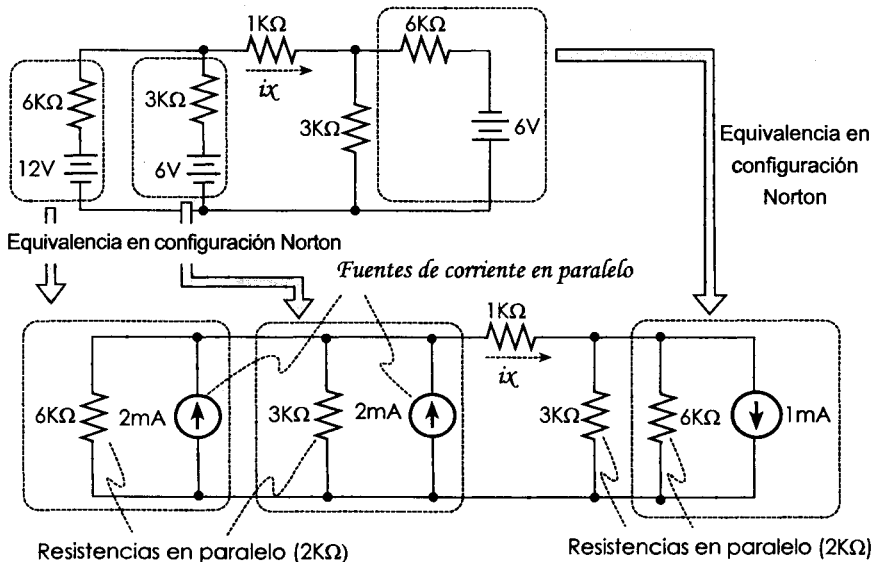 1KΩ
6KΩ
ix
6KΩ
3KΩ
3KΩ
12V
6V
6V
Equivalencia en
configuración
Norton
Equivalencia en configuración Norton
Fuentes de corriente en paralelo
1KΩ
ix
6KΩ
2mA
3KΩ
2mA
3KΩ
6KΩ
1mA
Resistencias en paralelo (2KΩ)
Resistencias en paralelo (2KΩ)